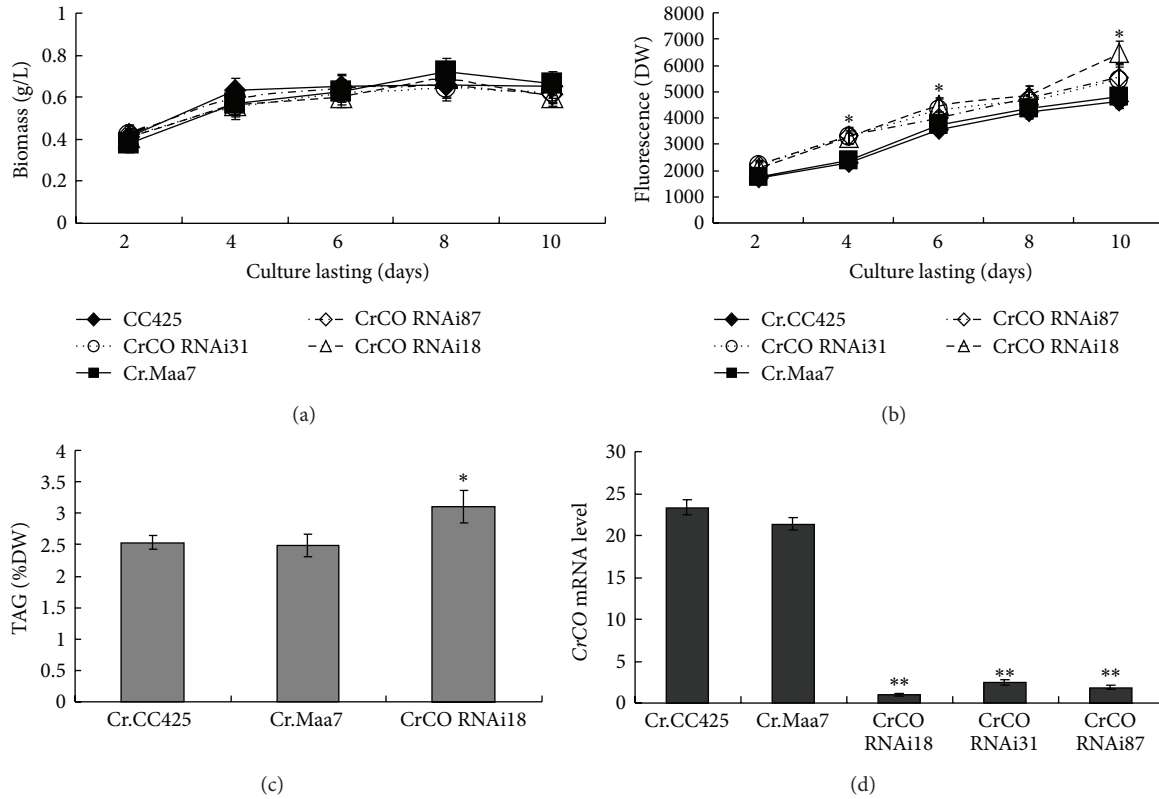 1
0.8
0.6
0.4
0.2
0
Biomass (g/L)
2 4 6 8 10
Culture lasting (days)
CC425
CrCO RNAi31
Cr.Maa7
CrCO RNAi87
CrCO RNAi18
(a)
8000
7000
6000
5000
4000
3000
2000
1000
0
Fluorescence (DW)
* * *
2 4 6 8 10
Culture lasting (days)
Cr.CC425
CrCO RNAi31
Cr.Maa7
CrCO RNAi87
CrCO RNAi18
(b)
4
3.5
3
2.5
2
1.5
1
0.5
0
TAG (%DW)
*
Cr.CC425 Cr.Maa7 CrCO RNAi18
(c)
30
25
20
15
10
5
0
CrCO mRNA level
** ** **
Cr.CC425 Cr.Maa7 CrCO CrCO CrCO
RNAi18 RNAi31 RNAi87
(d)